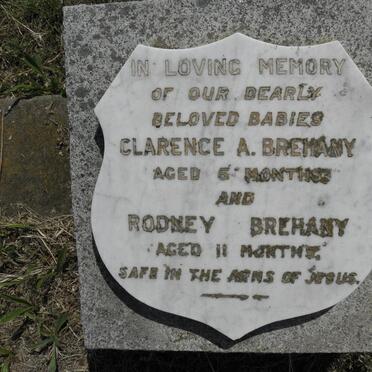 IN LOVING MEMORY
OF OUR DEARLY
BELOVED BABIES
CLARENCE A. BREHANY
AGED 5 MONTHS
AND
RODNEY BREHANY
AGED 11 MONTHS.
SAFE IN THE ARMS OF JESUS.